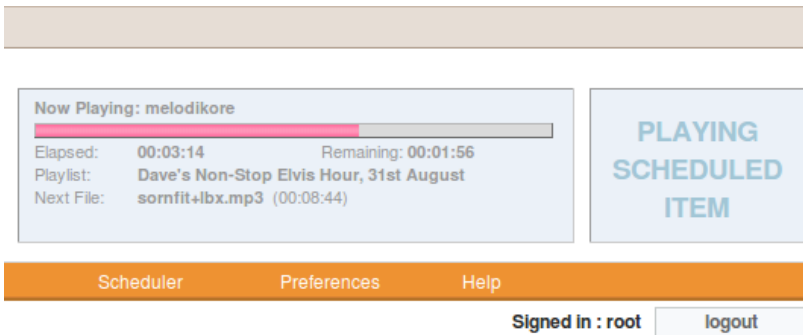 Now Playing: melodikore
Elapsed: 00:03:14 Remaining: 00:01:56
Playlist: Dave's Non-Stop Elvis Hour, 31st August
Next File: sornfit+lbx.mp3 (00:08:44)
PLAYING
SCHEDULED
ITEM
Scheduler Preferences Help
Signed in : root logout